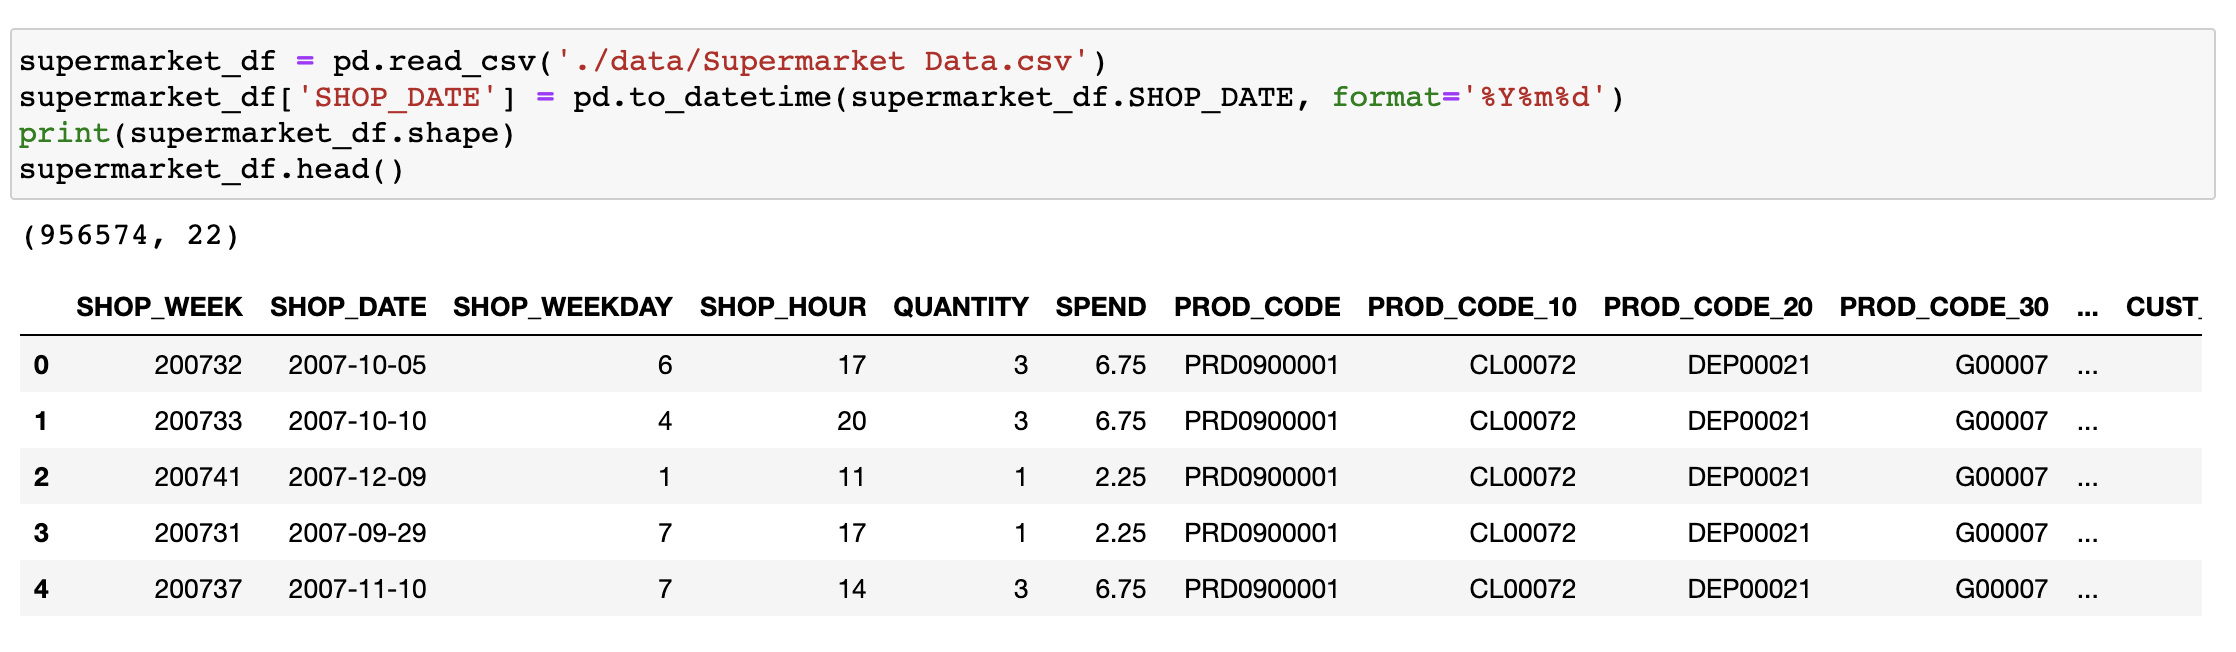 supermarket_df = pd.read_csv('./data/Supermarket Data.csv')
supermarket_df['SHOP_DATE'] = pd.to_datetime(supermarket_df.SHOP_DATE, format='%Y%m%d')
print(supermarket_df.shape)
supermarket_df.head()
(956574, 22)
SHOP_WEEK SHOP_DATE SHOP_WEEKDAY SHOP_HOUR QUANTITY SPEND PROD_CODE PROD_CODE_10 PROD_CODE_20 PROD_CODE_30 ... CUST_
0 200732 2007-10-05 6 17 3 6.75 PRD0900001 CL00072 DEP00021 G00007 ...
1 200733 2007-10-10 4 20 3 6.75 PRD0900001 CL00072 DEP00021 G00007 ...
2 200741 2007-12-09 1 11 1 2.25 PRD0900001 CL00072 DEP00021 G00007 ...
3 200731 2007-09-29 7 17 1 2.25 PRD0900001 CL00072 DEP00021 G00007 ...
4 200737 2007-11-10 7 14 3 6.75 PRD0900001 CL00072 DEP00021 G00007 ...